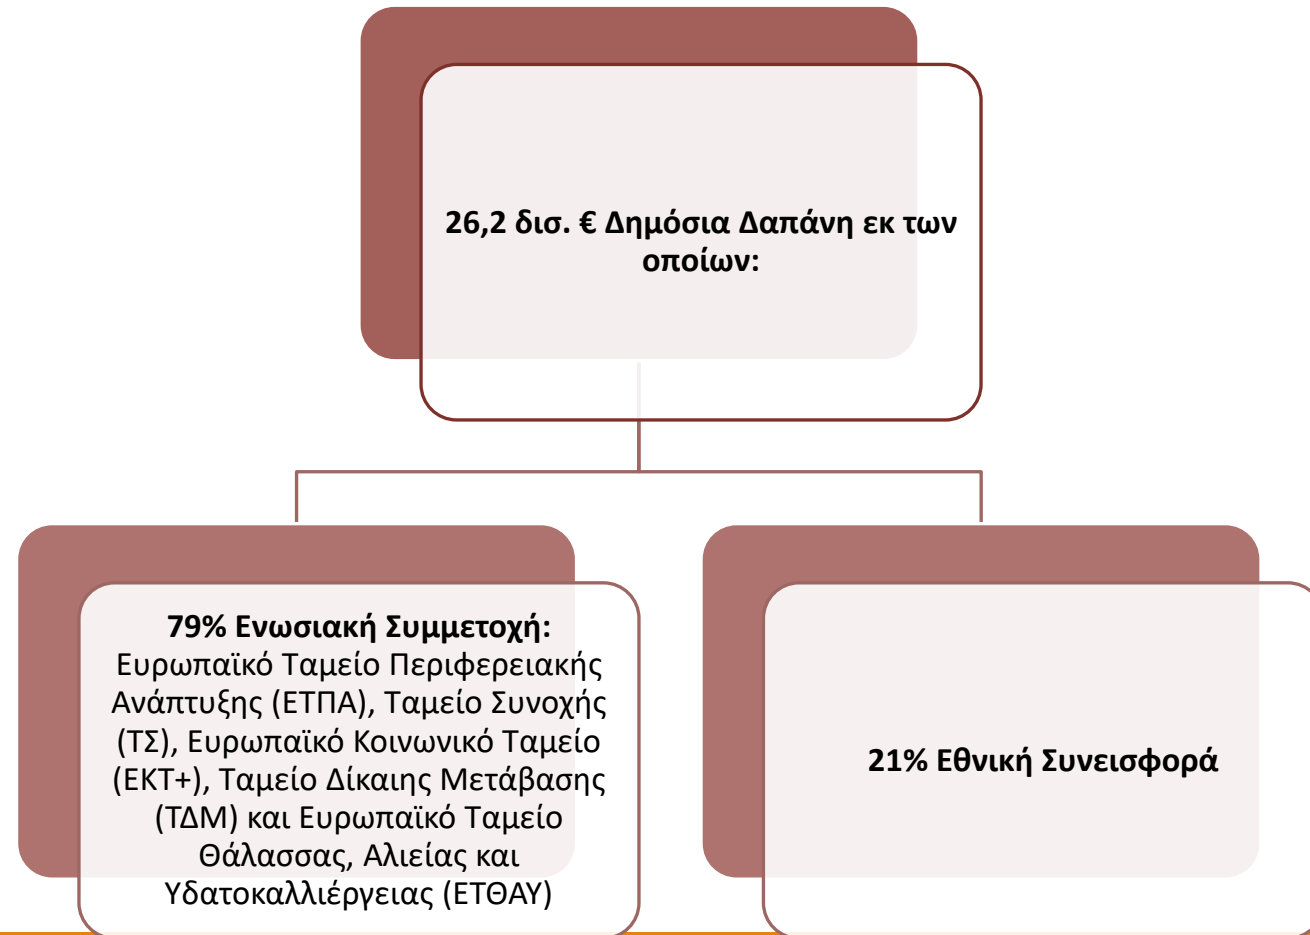 26,2 δισ. € Δημόσια Δαπάνη εκ των
οποίων:
79% Ενωσιακή Συμμετοχή:
Ευρωπαϊκό Ταμείο Περιφερειακής
Ανάπτυξης (ΕΤΠΑ), Ταμείο Συνοχής
(ΤΣ), Ευρωπαϊκό Κοινωνικό Ταμείο
(ΕΚΤ+), Ταμείο Δίκαιης Μετάβασης
(ΤΔΜ) και Ευρωπαϊκό Ταμείο
Θάλασσας, Αλιείας και
Υδατοκαλλιέργειας (ΕΤΘΑΥ)
21% Εθνική Συνεισφορά